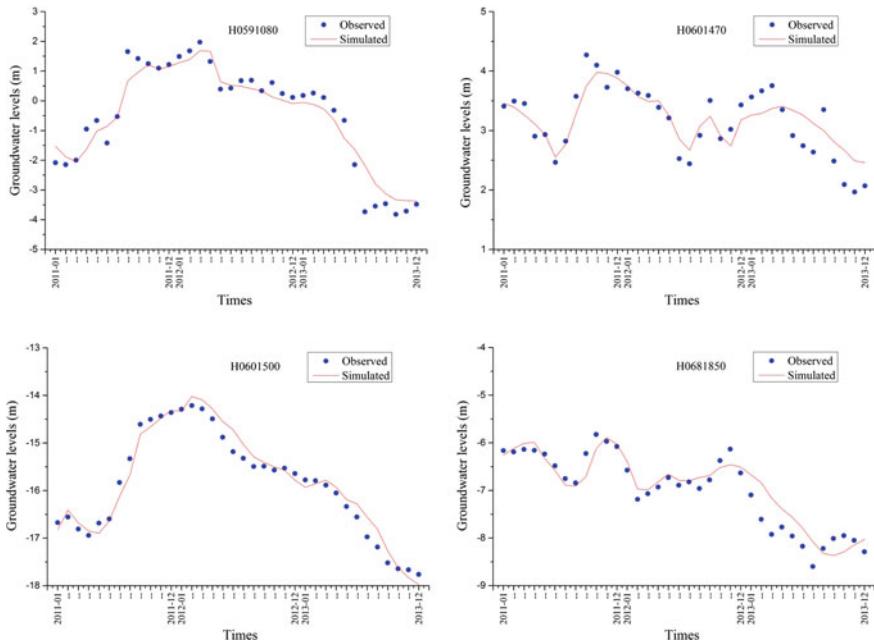 H0591080
Observed
Simulated
Groundwater levels (m)
3
2
1
0
-1
-2
-3
-4
-5
2011-01
2011-12
2012-01
2012-12
2013-01
2013-12
Times
H0601470
Observed
Simulated
Groundwater levels (m)
5
4
3
2
1
2011-01
2011-12
2012-01
2012-12
2013-01
2013-12
Times
H0601500
Observed
Simulated
Groundwater levels (m)
-13
-14
-15
-16
-17
-18
2011-01
2011-12
2012-01
2012-12
2013-01
2013-12
Times
H0681850
Observed
Simulated
Groundwater levels (m)
-4
-5
-6
-7
-8
-9
2011-01
2011-12
2012-01
2012-12
2013-01
2013-12
Times